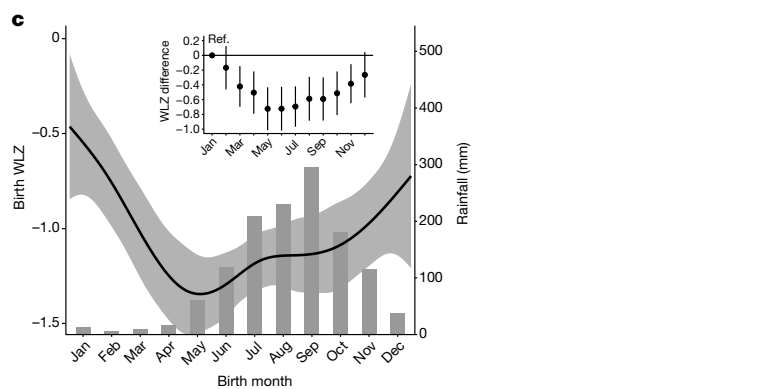 c
Birth WLZ
0
−0.5
−1.0
−1.5
WLZ difference
0.2
0
−0.2
−0.4
−0.6
−0.8
−1.0
Ref.
Jan
Mar
May
Jul
Sep
Nov
500
400
300
200
100
0
Rainfall (mm)
Jan
Feb
Mar
Apr
May
Jun
Jul
Aug
Sep
Oct
Nov
Dec
Birth month